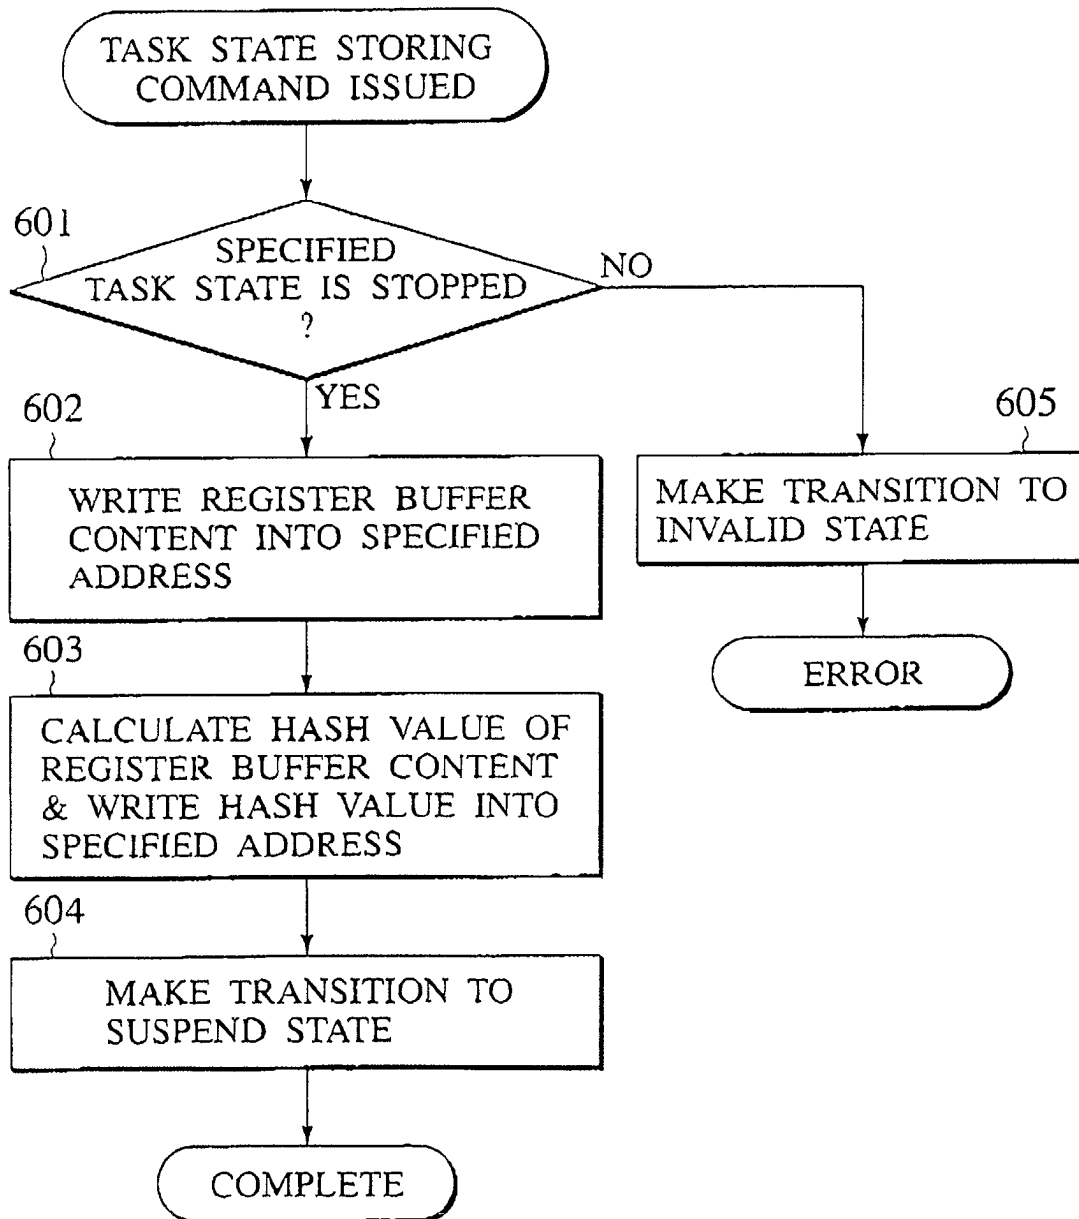 TASK STATE STORING
COMMAND ISSUED
601
SPECIFIED
TASK STATE IS STOPPED
?
NO
YES
602
WRITE REGISTER BUFFER
CONTENT INTO SPECIFIED
ADDRESS
605
MAKE TRANSITION TO
INVALID STATE
ERROR
603
CALCULATE HASH VALUE OF
REGISTER BUFFER CONTENT
& WRITE HASH VALUE INTO
SPECIFIED ADDRESS
604
MAKE TRANSITION TO
SUSPEND STATE
COMPLETE